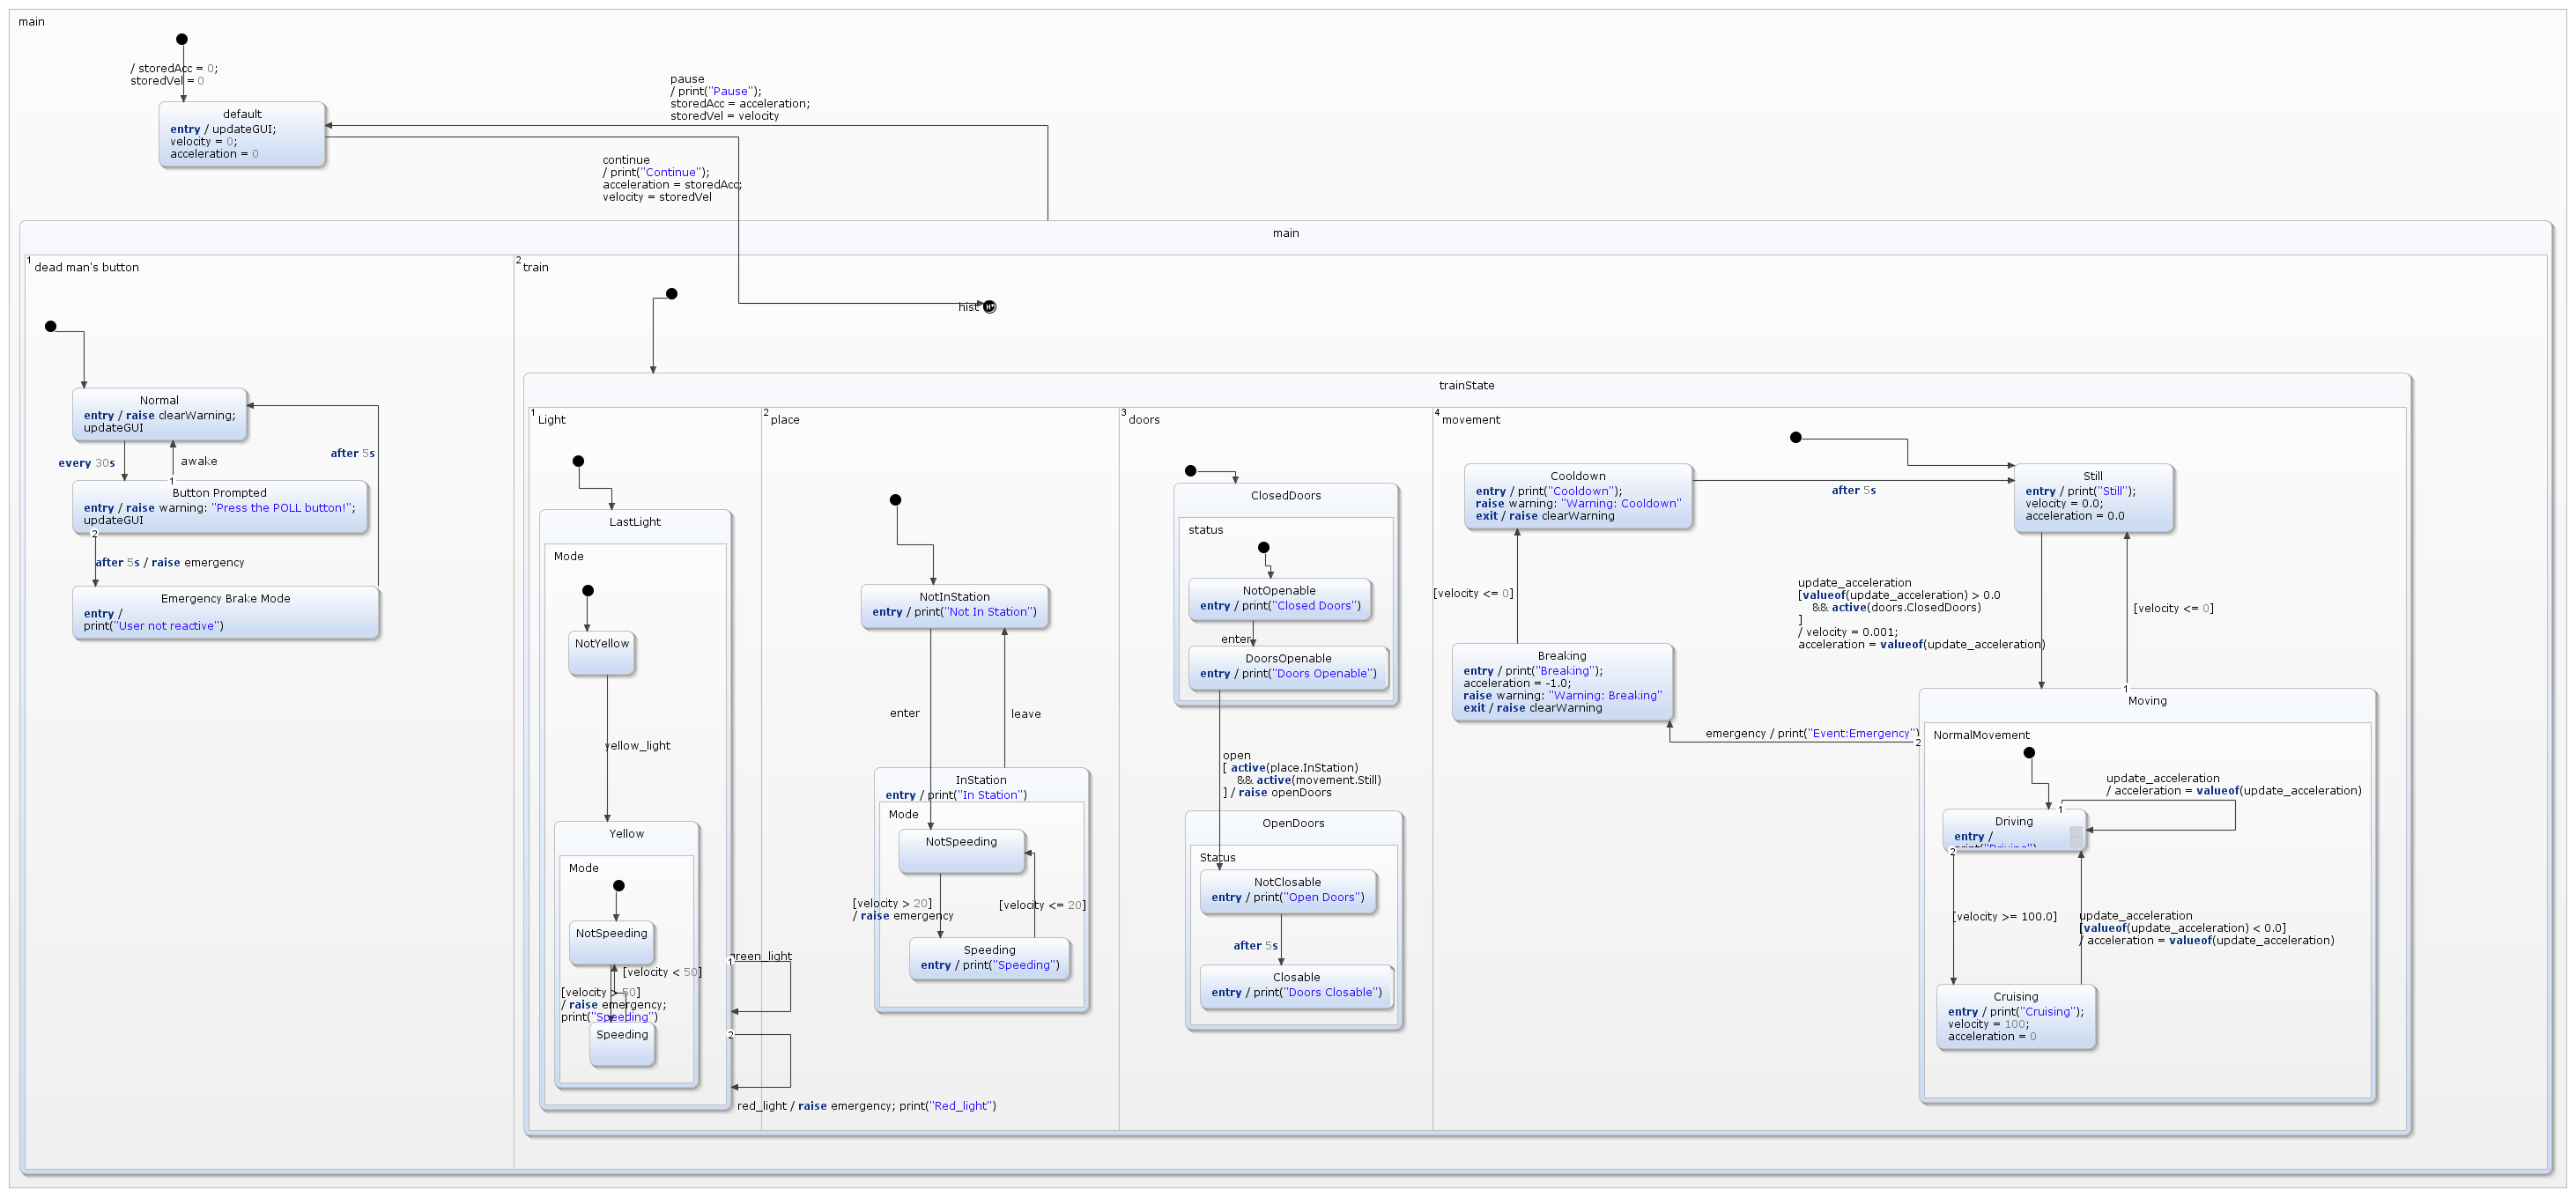 main
/ storedAcc = 0;
storedVel = 0
default
entry / updateGUI;
velocity = 0;
acceleration = 0
pause
/ print("Pause");
storedAcc = acceleration;
storedVel = velocity
continue
/ print("Continue");
acceleration = storedAcc;
velocity = storedVel
main
1
dead man's button
Normal
entry / raise clearWarning;
updateGUI
every 30s
awake
after 5s
1
Button Prompted
entry / raise warning: "Press the POLL button!";
updateGUI
2
after 5s / raise emergency
Emergency Brake Mode
entry /
print("User not reactive")
2
train
hist
H*
trainState
1
Light
LastLight
Mode
NotYellow
yellow_light
Yellow
Mode
NotSpeeding
[velocity < 50]
[velocity > 50]
/ raise emergency;
print("Speeding")
Speeding
1
green_light
2
red_light / raise emergency; print("Red_light")
2
place
NotInStation
entry / print("Not In Station")
enter
leave
InStation
entry / print("In Station")
Mode
NotSpeeding
[velocity > 20]
/ raise emergency
[velocity <= 20]
Speeding
entry / print("Speeding")
3
doors
ClosedDoors
status
NotOpenable
entry / print("Closed Doors")
enter
DoorsOpenable
entry / print("Doors Openable")
open
[ active(place.InStation)
&& active(movement.Still)
] / raise openDoors
OpenDoors
Status
NotClosable
entry / print("Open Doors")
after 5s
Closable
entry / print("Doors Closable")
4
movement
Cooldown
entry / print("Cooldown");
raise warning: "Warning: Cooldown"
exit / raise clearWarning
after 5s
Still
entry / print("Still");
velocity = 0.0;
acceleration = 0.0
[velocity <= 0]
update_acceleration
[valueof(update_acceleration) > 0.0
&& active(doors.ClosedDoors)
]
/ velocity = 0.001;
acceleration = valueof(update_acceleration)
[velocity <= 0]
Breaking
entry / print("Breaking");
acceleration = -1.0;
raise warning: "Warning: Breaking"
exit / raise clearWarning
emergency / print("Event:Emergency")
1
2
Moving
NormalMovement
update_acceleration
/ acceleration = valueof(update_acceleration)
1
Driving
entry /
print("Driving")
2
[velocity >= 100.0]
update_acceleration
[valueof(update_acceleration) < 0.0]
/ acceleration = valueof(update_acceleration)
Cruising
entry / print("Cruising");
velocity = 100;
acceleration = 0